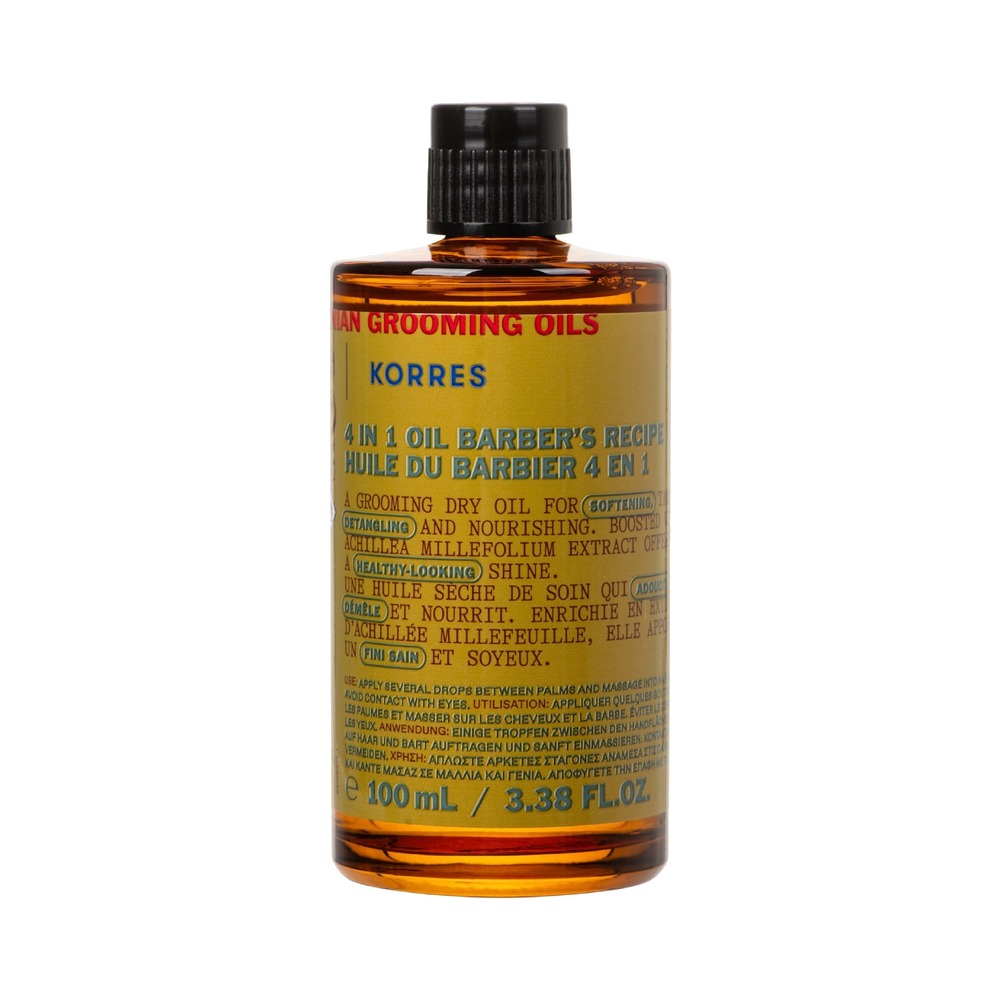 GROOMING OILS
KORRES
4 IN 1 OIL BARBER'S RECIPE
HUILE DU BARBIER 4 EN 1
A GROOMING DRY OIL FOR SOFTENING,
DETANGLING AND NOURISHING. BOOSTED
ACHILLEA MILLEFOLIUM EXTRACT
A HEALTHY-LOOKING SHINE.
UNE HUILE SÈCHE DE SOIN QUI
DÉMÊLE ET NOURRIT. ENRICHIE EN
D'ACHILLÉE MILLEFEUILLE, ELLE
UN FINI SAIN ET SOYEUX.
USE: APPLY SEVERAL DROPS BETWEEN PALMS AND MASSAGE INTO
AVOID CONTACT WITH EYES. UTILISATION: APPLIQUER QUELQUES
LES PAUMES ET MASSER SUR LES CHEVEUX ET LA BARBE. ÉVITER LE
LES YEUX. ANWENDUNG: EINIGE TROPFEN ZWISCHEN DEN
AUF HAAR UND BART AUFTRAGEN UND SANFT EINMASSIEREN.
VERMEIDEN. ΧΡΗΣΗ: ΑΠΛΩΣΤΕ ΑΡΚΕΤΕΣ ΣΤΑΓΟΝΕΣ ΑΝΑΜΕΣΑ ΣΤΙΣ
ΚΑΙ ΚΑΝΤΕ ΜΑΣΑΖ ΣΕ ΜΑΛΛΙΑ ΚΑΙ ΓΕΝΙΑ. ΑΠΟΦΥΓΕΤΕ ΤΗΝ ΕΠΑΦΗ
e 100 mL / 3.38 FL.OZ.